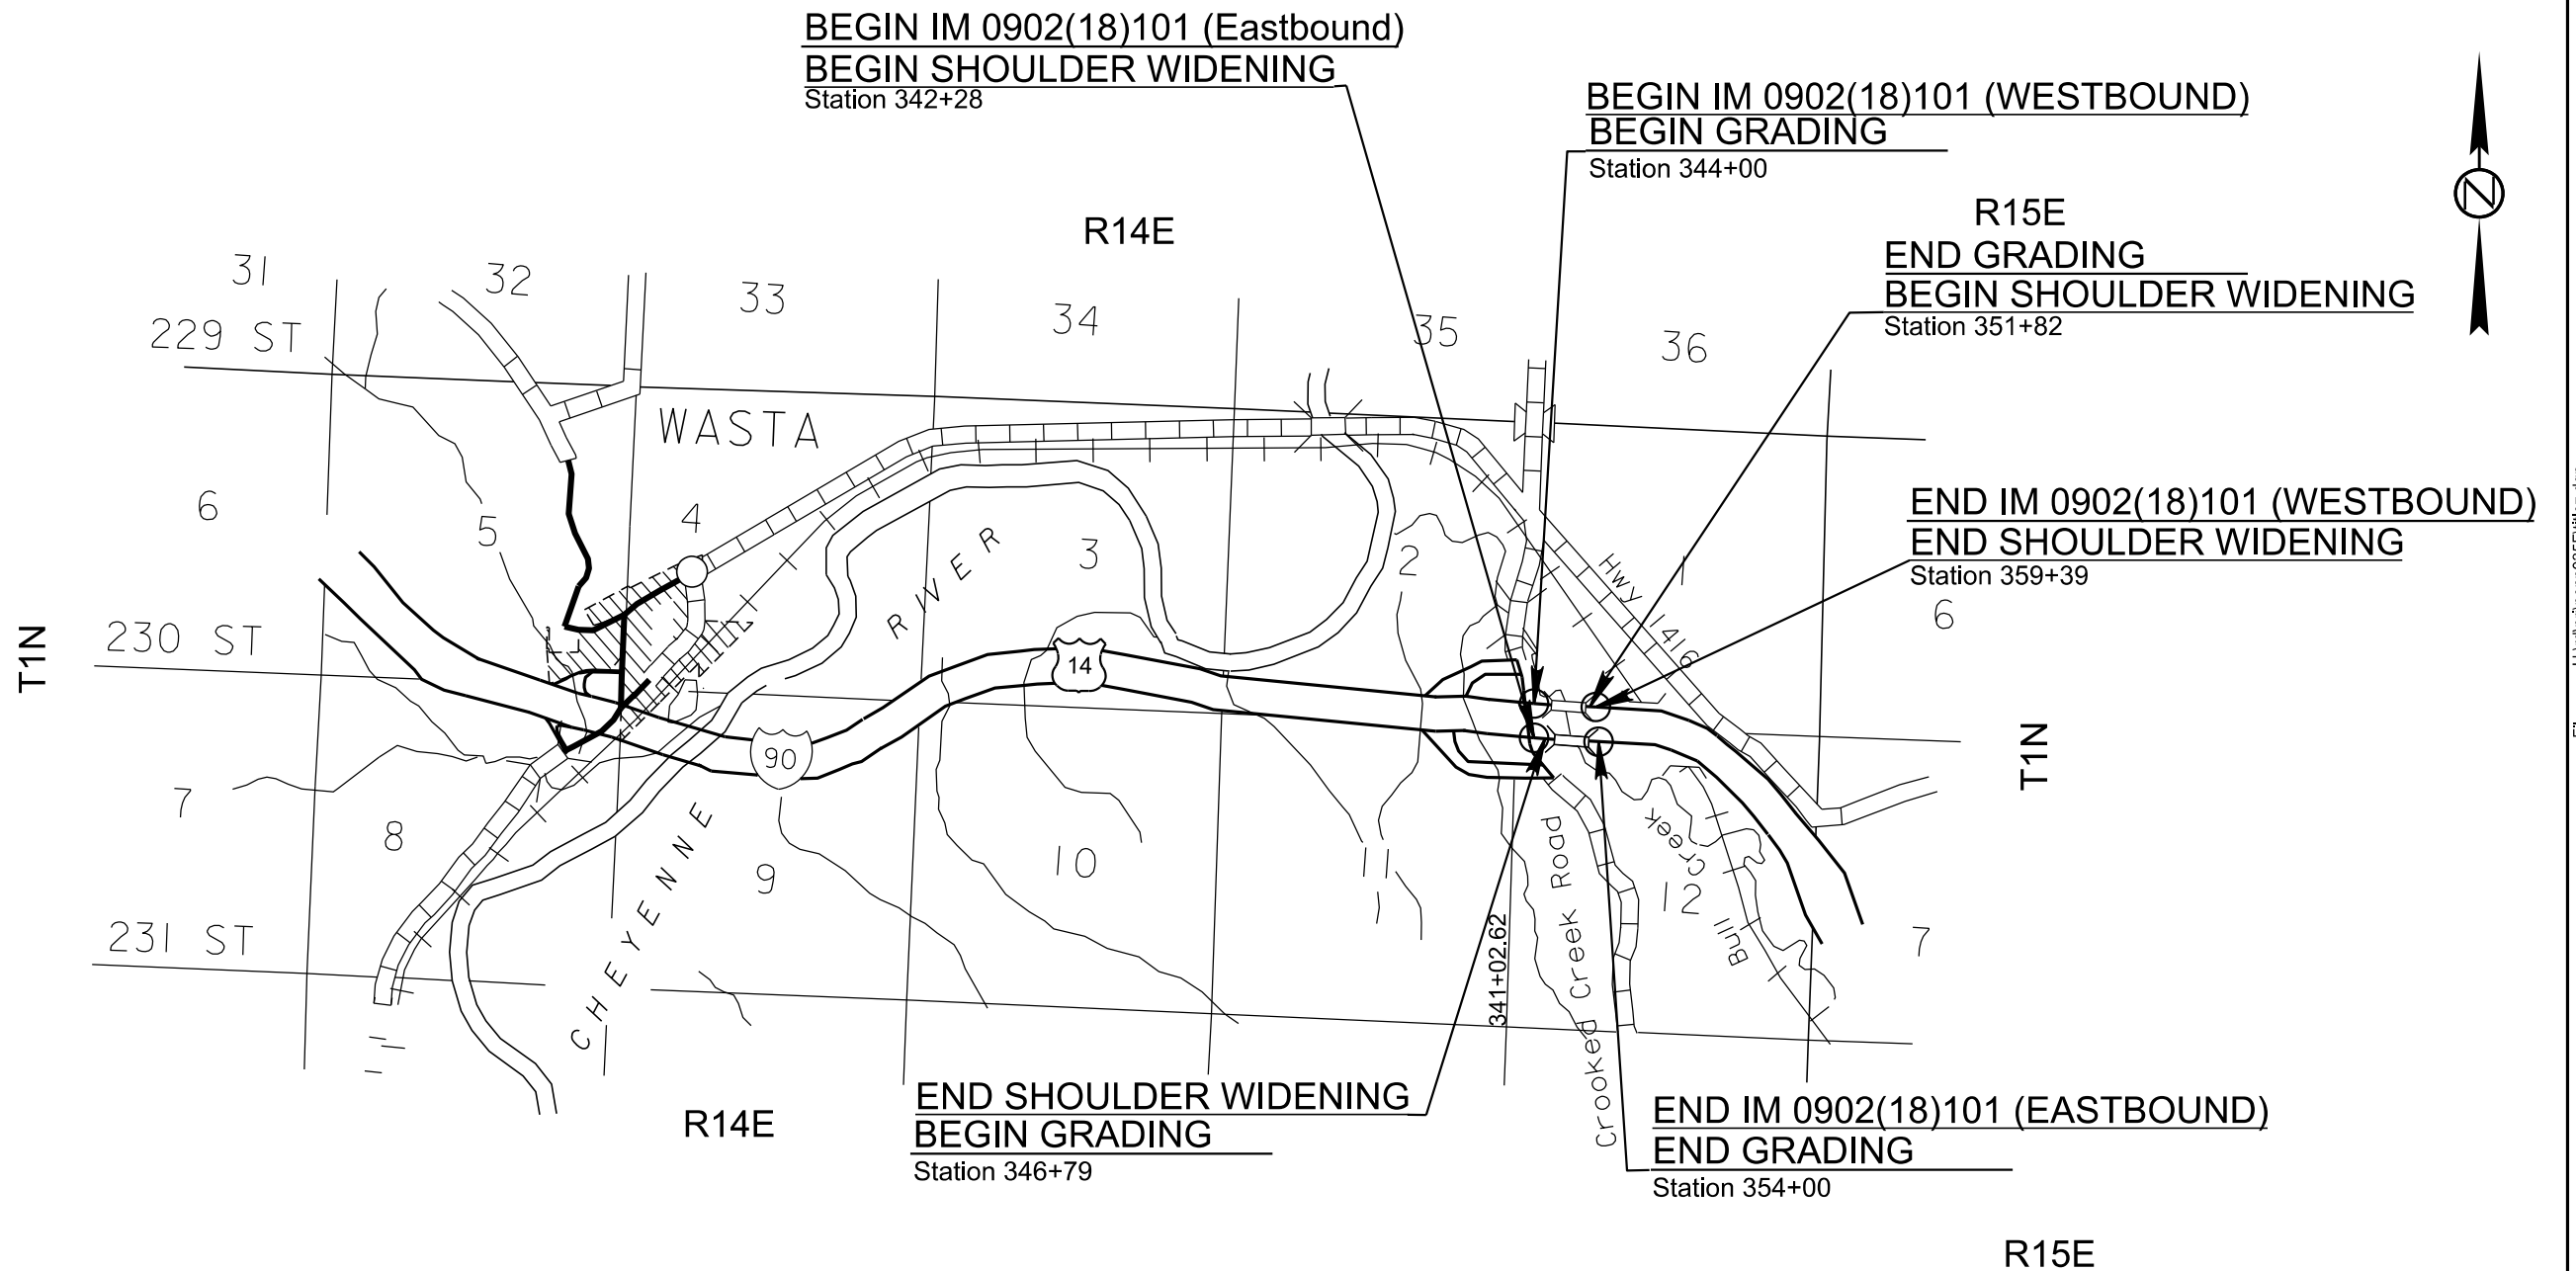 BEGIN IM 0902(18)101 (Eastbound)
BEGIN SHOULDER WIDENING
Station 342+28
BEGIN IM 0902(18)101 (WESTBOUND)
BEGIN GRADING
Station 344+00
R14E
R15E
END GRADING
BEGIN SHOULDER WIDENING
Station 351+82
N
31
32
33
34
35
36
229 ST
WASTA
6
5
4
3
2
1
6
END IM 0902(18)101 (WESTBOUND)
END SHOULDER WIDENING
Station 359+39
Hwy 1416
RIVER
T1N
230 ST
14
90
T1N
7
8
9
10
11
12
7
CHEYENNE
231 ST
341+02.62
Crooked Creek Road
Bull Creek
END SHOULDER WIDENING
BEGIN GRADING
Station 346+79
R14E
END IM 0902(18)101 (EASTBOUND)
END GRADING
Station 354+00
R15E